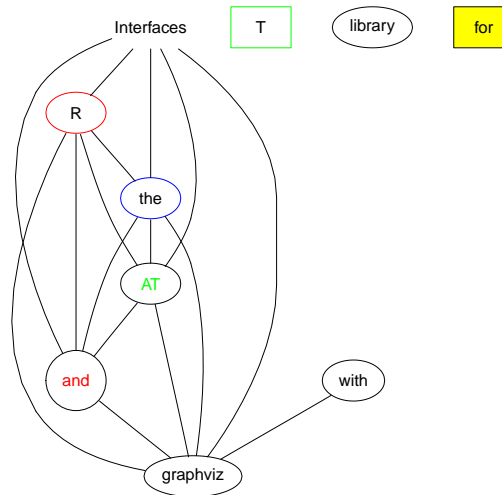 Interfaces
T
library
for
R
the
AT
and
with
graphviz